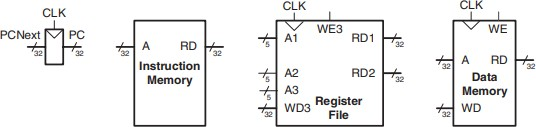 CLK
PCNext PC
32 32
A RD
32 32
Instruction
Memory
CLK
WE3
A1 RD1
5 32
A2 RD2
5 32
A3
5
WD3
32
Register
File
CLK
WE
A RD
32 32
Data
Memory
WD
32